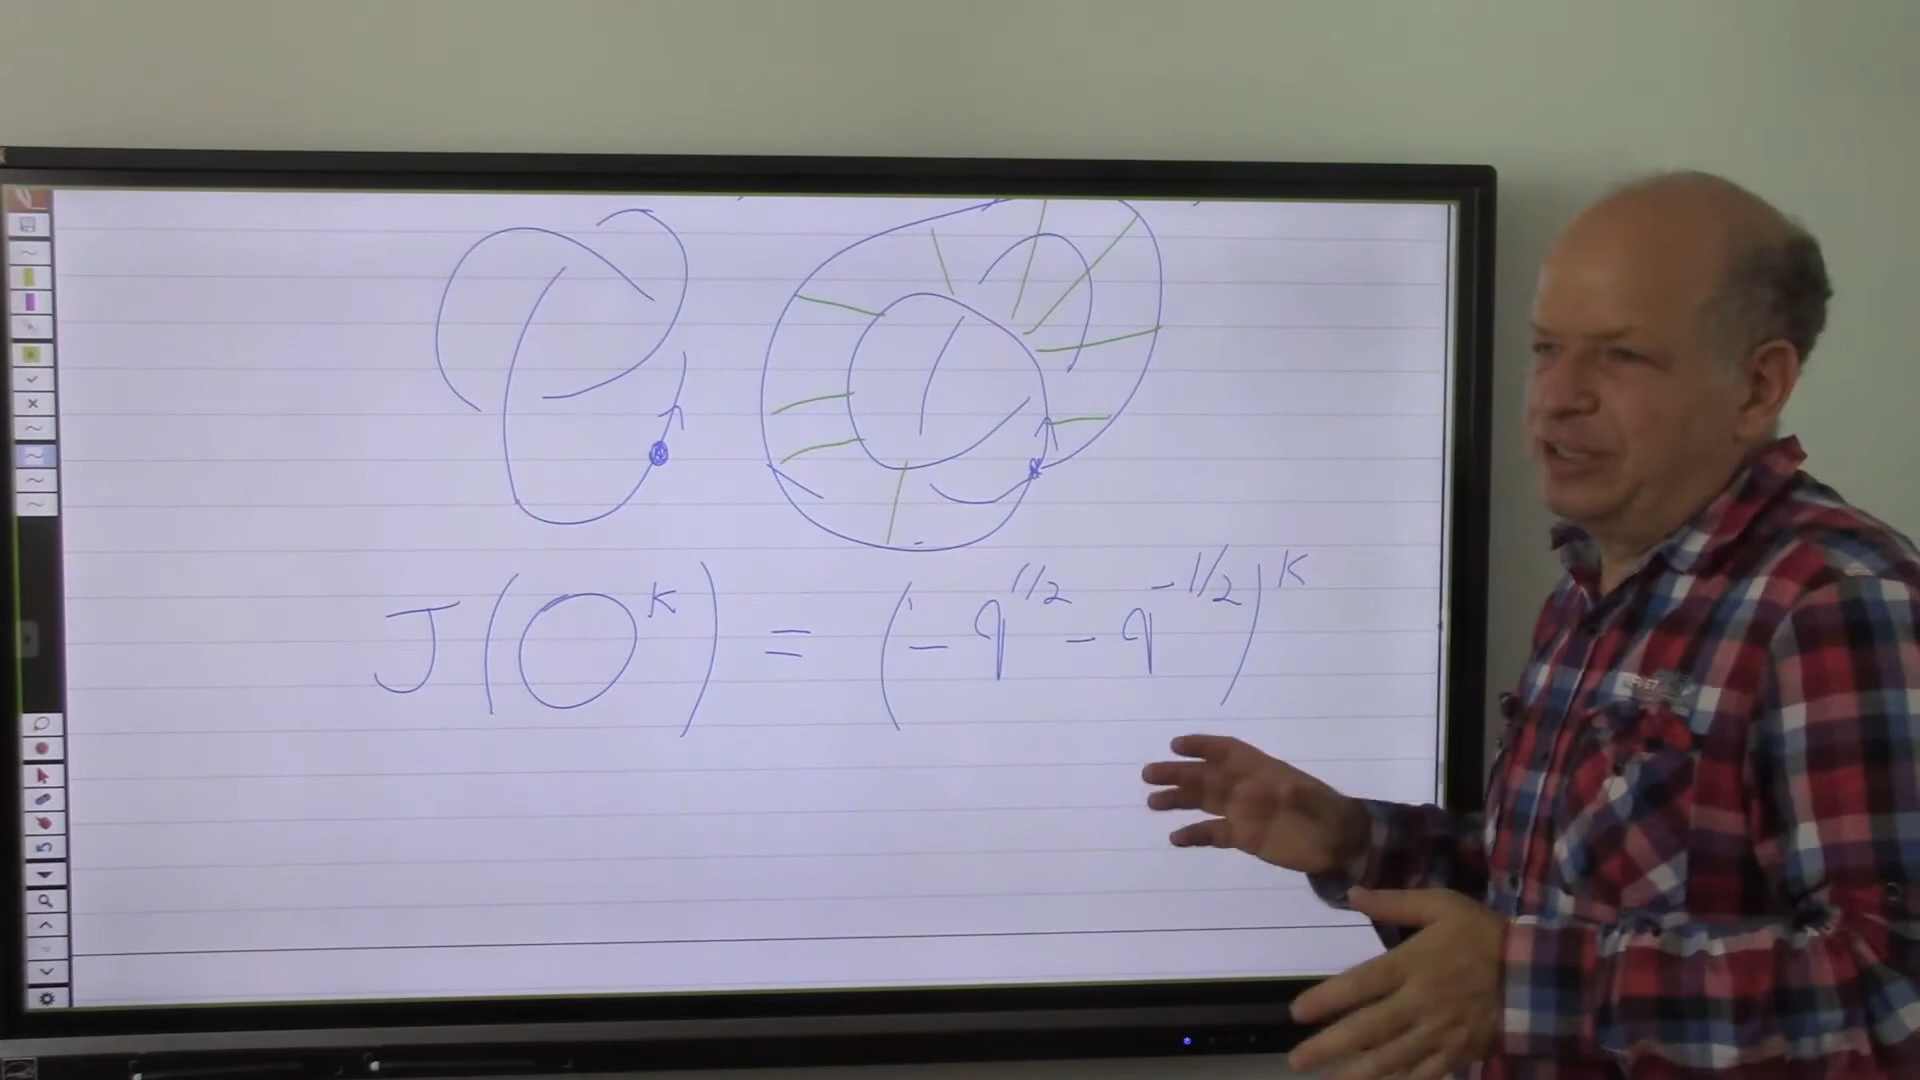 J(O^K) = (-q^{1/2} - q^{-1/2})^K